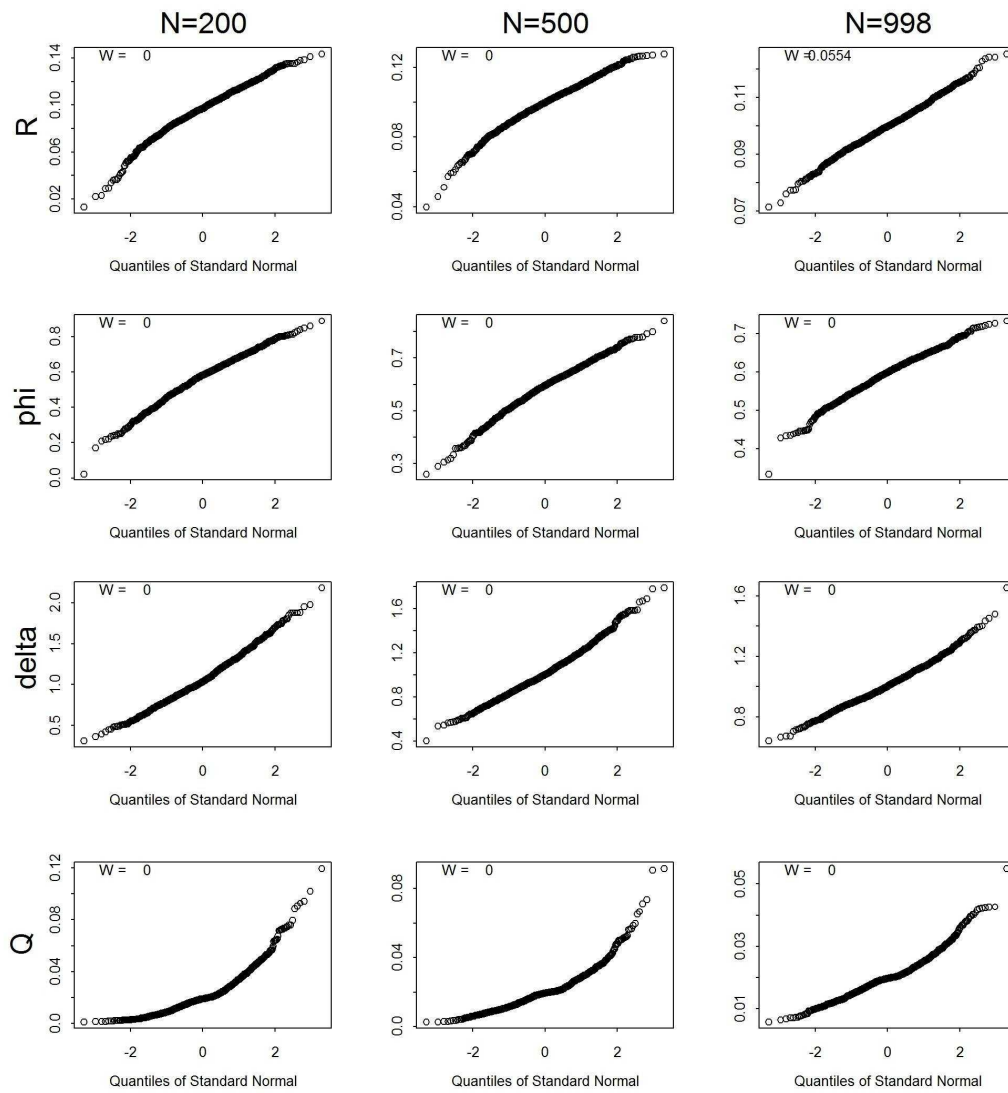 N=200 N=500 N=998
R
W = 0
0.02 0.06 0.10 0.14
-2 0 2
Quantiles of Standard Normal
W = 0
0.04 0.08 0.12
-2 0 2
Quantiles of Standard Normal
W =0.0554
0.07 0.09 0.11
-2 0 2
Quantiles of Standard Normal
phi
W = 0
0.0 0.2 0.4 0.6 0.8
-2 0 2
Quantiles of Standard Normal
W = 0
0.3 0.5 0.7
-2 0 2
Quantiles of Standard Normal
W = 0
0.4 0.5 0.6 0.7
-2 0 2
Quantiles of Standard Normal
delta
W = 0
0.5 1.0 1.5 2.0
-2 0 2
Quantiles of Standard Normal
W = 0
0.4 0.8 1.2 1.6
-2 0 2
Quantiles of Standard Normal
W = 0
0.8 1.2 1.6
-2 0 2
Quantiles of Standard Normal
Q
W = 0
0.0 0.04 0.08 0.12
-2 0 2
Quantiles of Standard Normal
W = 0
0.0 0.04 0.08
-2 0 2
Quantiles of Standard Normal
W = 0
0.01 0.03 0.05
-2 0 2
Quantiles of Standard Normal